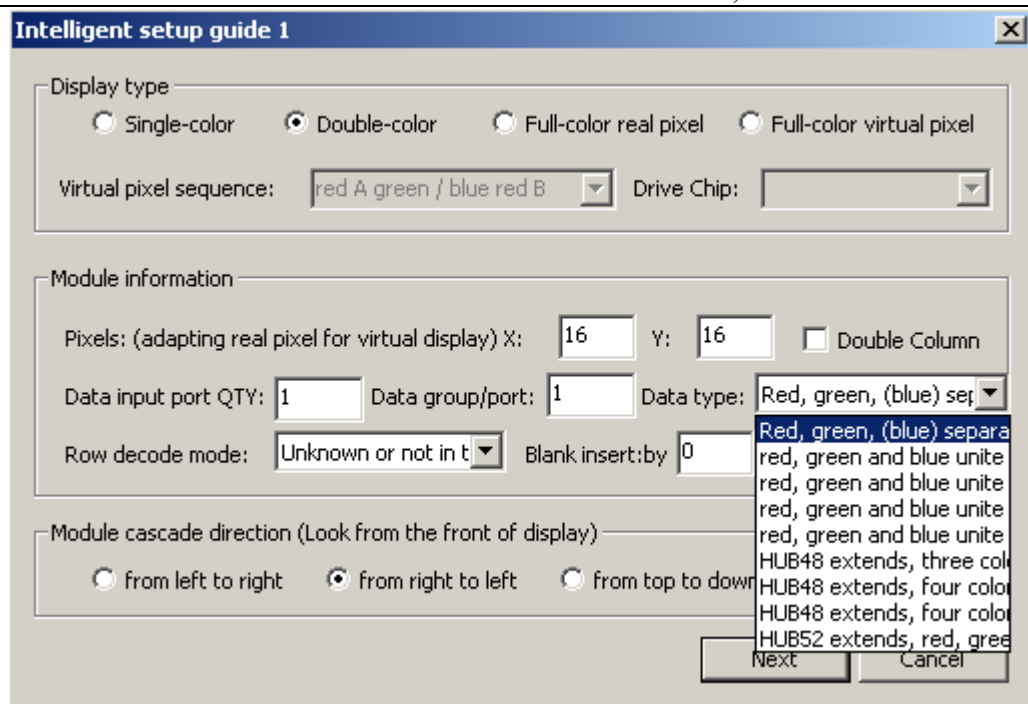 Intelligent setup guide 1
Display type
Single-color Double-color Full-color real pixel Full-color virtual pixel
Virtual pixel sequence: red A green / blue red B Drive Chip:
Module information
Pixels: (adapting real pixel for virtual display) X: 16 Y: 16 Double Column
Data input port QTY: 1 Data group/port: 1 Data type: Red, green, (blue)
Row decode mode: Unknown or not in t Blank insert:by 0
Red, green, (blue) separa
red, green and blue unite
red, green and blue unite
red, green and blue unite
red, green and blue unite
HUB48 extends, three
HUB48 extends, four color
HUB48 extends, four color
HUB52 extends, red, gree
Module cascade direction (Look from the front of display)
from left to right from right to left from top to down
Next Cancel